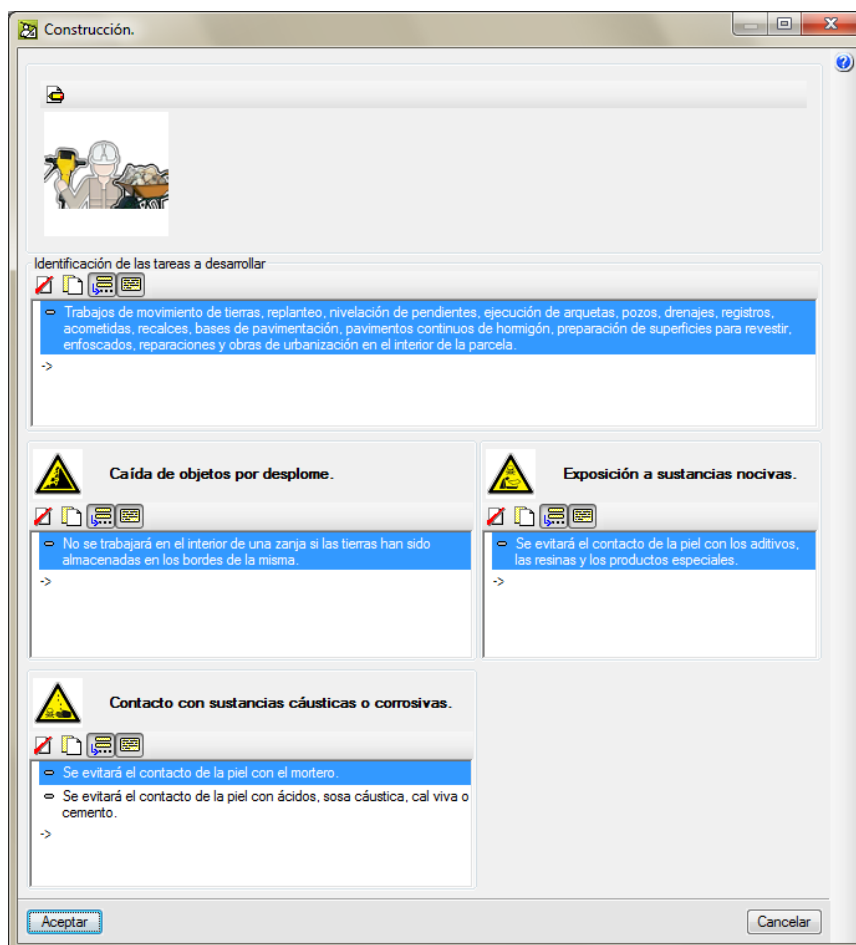 Construcción.
Identificación de las tareas a desarrollar
Trabajos de movimiento de tierras, replanteo, nivelación de pendientes, ejecución de arquetas, pozos, drenajes, registros,
acometidas, recalces, bases de pavimentación, pavimentos continuos de hormigón, preparación de superficies para revestir,
enfoscados, reparaciones y obras de urbanización en el interior de la parcela.
->
Caída de objetos por desplome.
No se trabajará en el interior de una zanja si las tierras han sido
almacenadas en los bordes de la misma.
->
Exposición a sustancias nocivas.
Se evitará el contacto de la piel con los aditivos,
las resinas y los productos especiales.
->
Contacto con sustancias cáusticas o corrosivas.
Se evitará el contacto de la piel con el mortero.
Se evitará el contacto de la piel con ácidos, sosa cáustica, cal viva o
cemento.
->
Aceptar
Cancelar